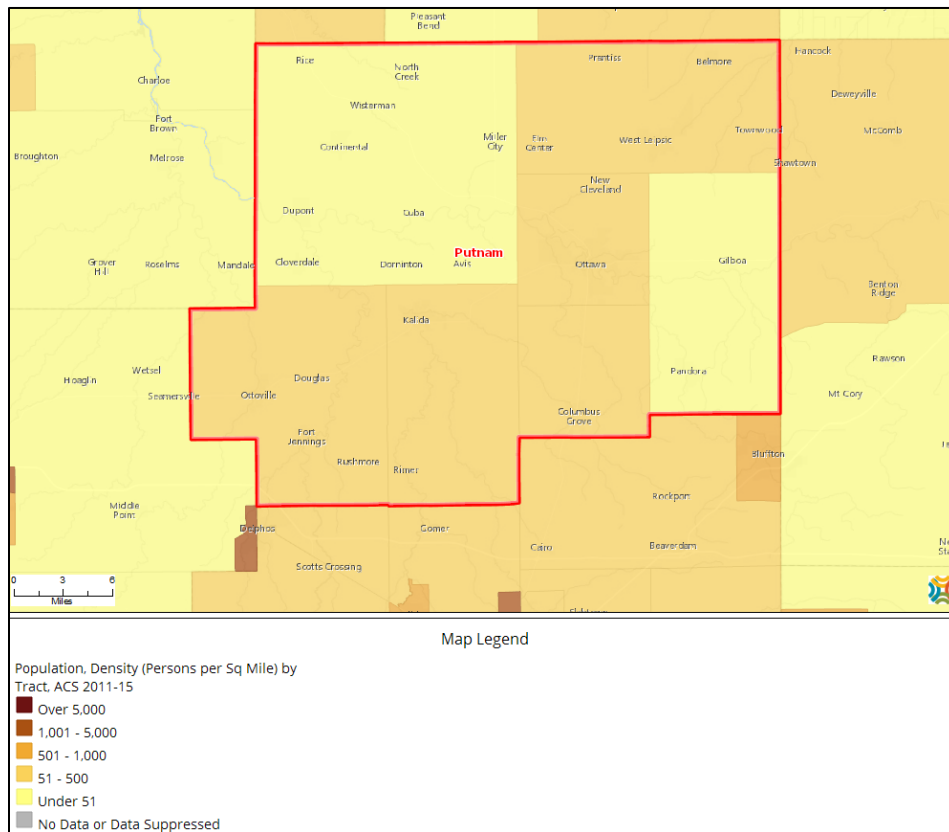 Pleasant
Bend
Rice
North
Creek
Prentiss
Belmore
Hancock
Charloe
Wisterman
Deweyville
Fort
Brown
Continental
Miller
City
Elm
Center
West Leipsic
Townwood
McComb
Broughton
Melrose
Shawtown
New
Cleveland
Dupont
Cuba
Putnam
Grover
Hill
Roselms
Mandale
Cloverdale
Dorninton
Avis
Ottawa
Gilboa
Benton
Ridge
Kalida
Rawson
Hoaglin
Wetsel
Douglas
Pandora
Scamersville
Ottoville
Mt Cory
Columbus
Grove
Fort
Jennings
Rushmore
Rimer
Bluffton
Rockport
Middle
Point
Delphos
Gomer
Cairo
Beaverdam
Scotts Crossing
0 3 6
Miles
Map Legend
Population, Density (Persons per Sq Mile) by
Tract, ACS 2011-15
Over 5,000
1,001 - 5,000
501 - 1,000
51 - 500
Under 51
No Data or Data Suppressed